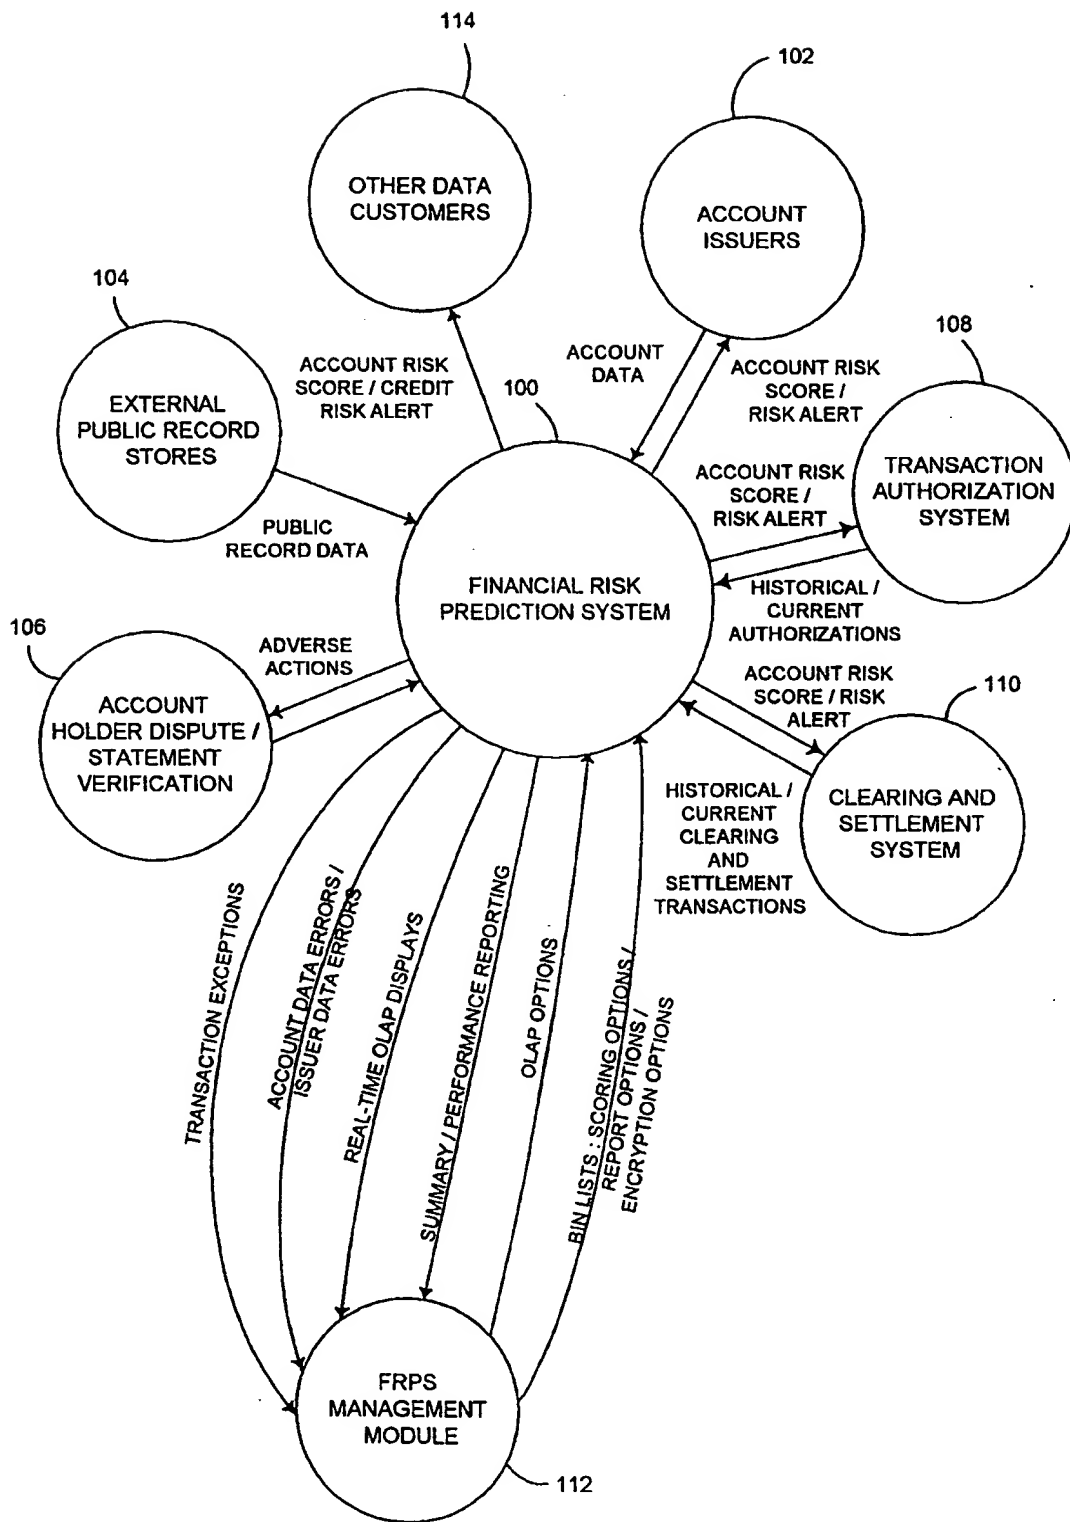 114
102
OTHER DATA
CUSTOMERS
ACCOUNT
ISSUERS
104
108
ACCOUNT RISK
SCORE / CREDIT
RISK ALERT
ACCOUNT
DATA
ACCOUNT RISK
SCORE /
RISK ALERT
100
EXTERNAL
PUBLIC RECORD
STORES
TRANSACTION
AUTHORIZATION
SYSTEM
ACCOUNT RISK
SCORE /
RISK ALERT
PUBLIC
RECORD DATA
FINANCIAL RISK
PREDICTION SYSTEM
HISTORICAL /
CURRENT
AUTHORIZATIONS
106
ADVERSE
ACTIONS
ACCOUNT
HOLDER DISPUTE /
STATEMENT
VERIFICATION
ACCOUNT RISK
SCORE / RISK
ALERT
110
HISTORICAL /
CURRENT
CLEARING
AND
SETTLEMENT
TRANSACTIONS
CLEARING AND
SETTLEMENT
SYSTEM
TRANSACTION EXCEPTIONS
ACCOUNT DATA ERRORS /
ISSUER DATA ERRORS
REAL-TIME OLAP DISPLAYS
SUMMARY / PERFORMANCE REPORTING
OLAP OPTIONS
BIN LISTS : SCORING OPTIONS /
REPORT OPTIONS /
ENCRYPTION OPTIONS
FRPS
MANAGEMENT
MODULE
112